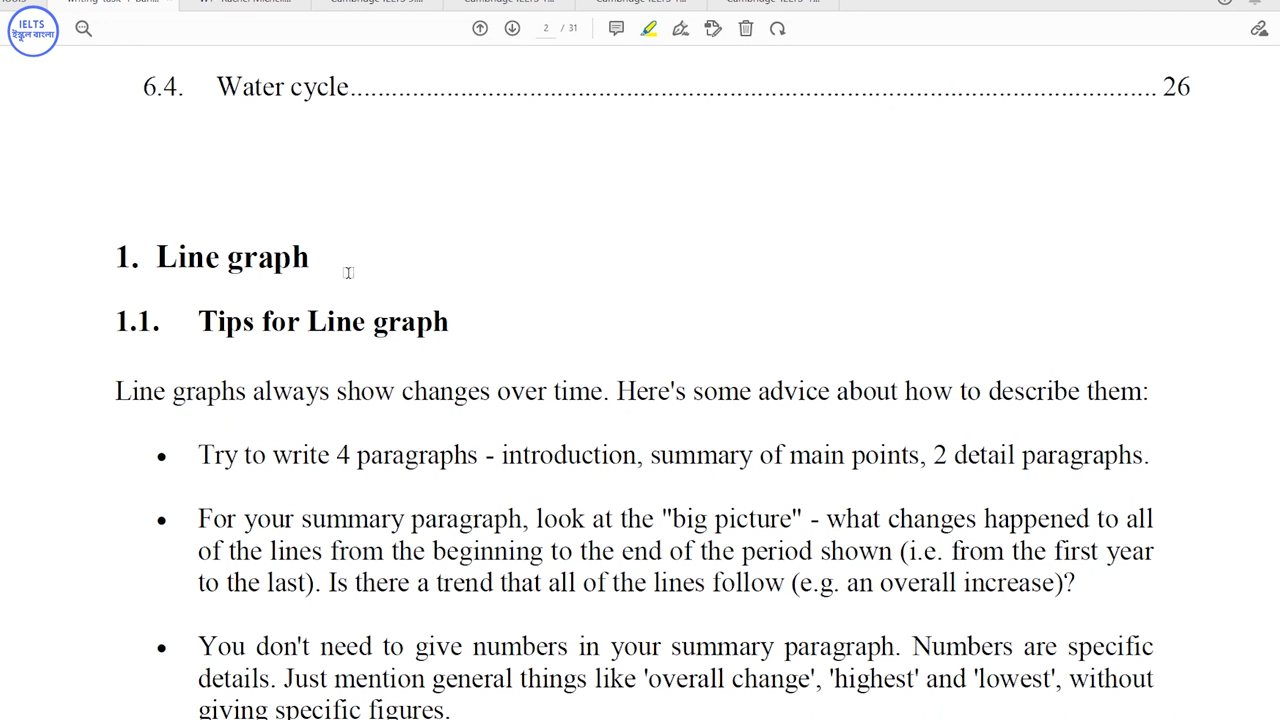 IELTS
ইস্কুল বাংলা
2 / 31
6.4. Water cycle................................................................................................................... 26
1. Line graph
1.1. Tips for Line graph
Line graphs always show changes over time. Here's some advice about how to describe them:
• Try to write 4 paragraphs - introduction, summary of main points, 2 detail paragraphs.
• For your summary paragraph, look at the "big picture" - what changes happened to all
of the lines from the beginning to the end of the period shown (i.e. from the first year
to the last). Is there a trend that all of the lines follow (e.g. an overall increase)?
• You don't need to give numbers in your summary paragraph. Numbers are specific
details. Just mention general things like 'overall change', 'highest' and 'lowest', without
giving specific figures.